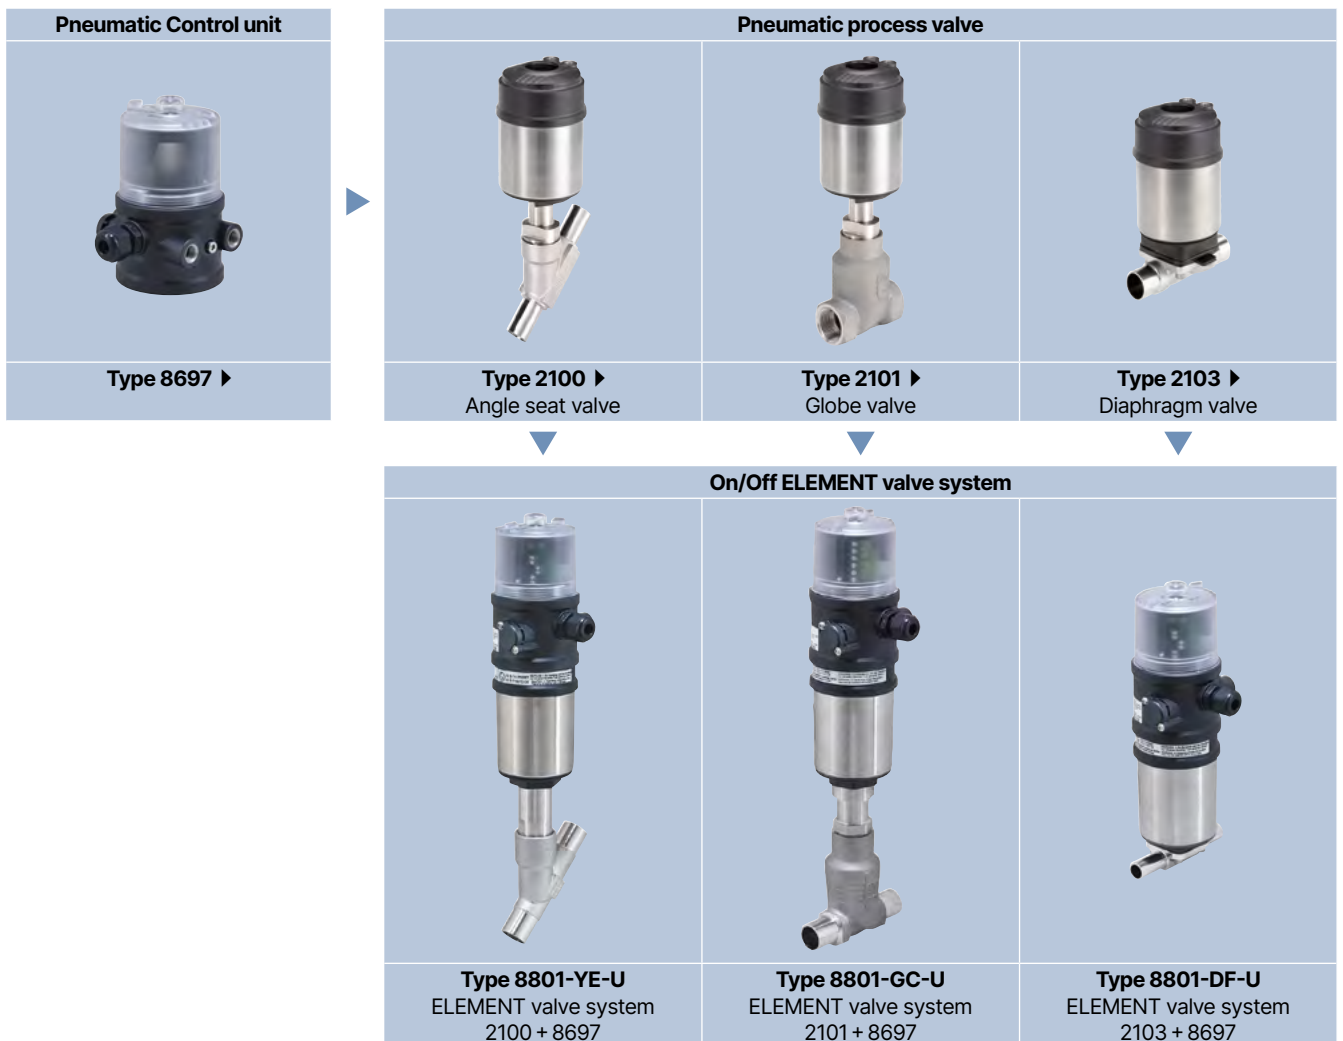 Pneumatic Control unit
Pneumatic process valve
Type 8697
Type 2100
Angle seat valve
Type 2101
Globe valve
Type 2103
Diaphragm valve
On/Off ELEMENT valve system
Type 8801-YE-U
ELEMENT valve system
2100 + 8697
Type 8801-GC-U
ELEMENT valve system
2101 + 8697
Type 8801-DF-U
ELEMENT valve system
2103 + 8697